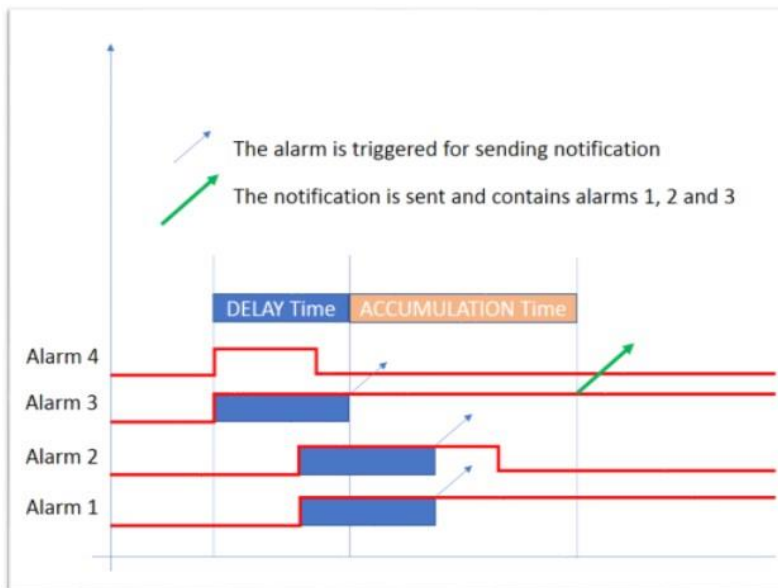 The alarm is triggered for sending notification
The notification is sent and contains alarms 1, 2 and 3
DELAY Time
ACCUMULATION Time
Alarm 4
Alarm 3
Alarm 2
Alarm 1